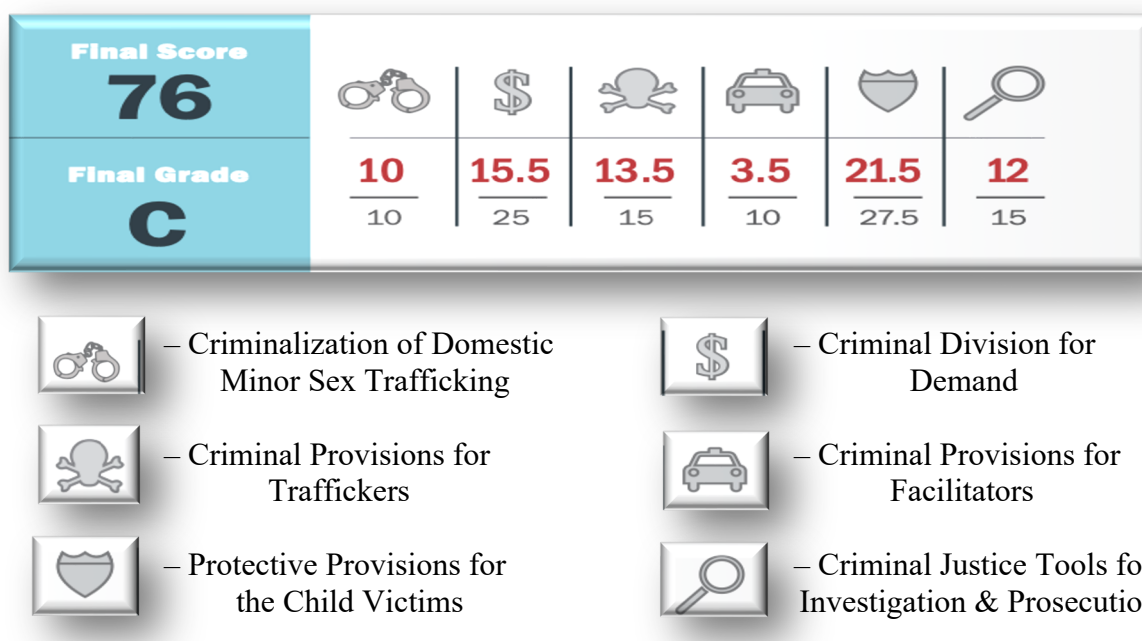 Final Score
76
Final Grade
C
10 15.5 13.5 3.5 21.5 12
10 25 15 10 27.5 15
– Criminalization of Domestic
Minor Sex Trafficking
– Criminal Division for
Demand
– Criminal Provisions for
Traffickers
– Criminal Provisions for
Facilitators
– Protective Provisions for
the Child Victims
– Criminal Justice Tools fo
Investigation & Prosecutio